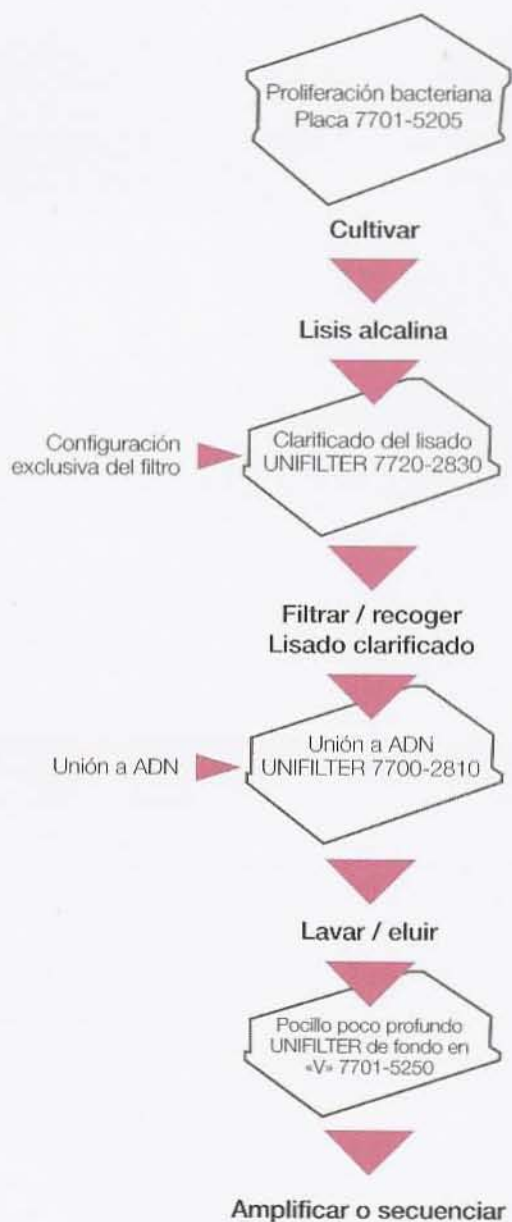 Proliferación bacteriana
Placa 7701-5205
Cultivar
Lisis alcalina
Configuración
exclusiva del filtro
Clarificado del lisado
UNIFILTER 7720-2830
Filtrar / recoger
Lisado clarificado
Unión a ADN
Unión a ADN
UNIFILTER 7700-2810
Lavar / eluir
Pocillo poco profundo
UNIFILTER de fondo en
«V» 7701-5250
Amplificar o secuenciar